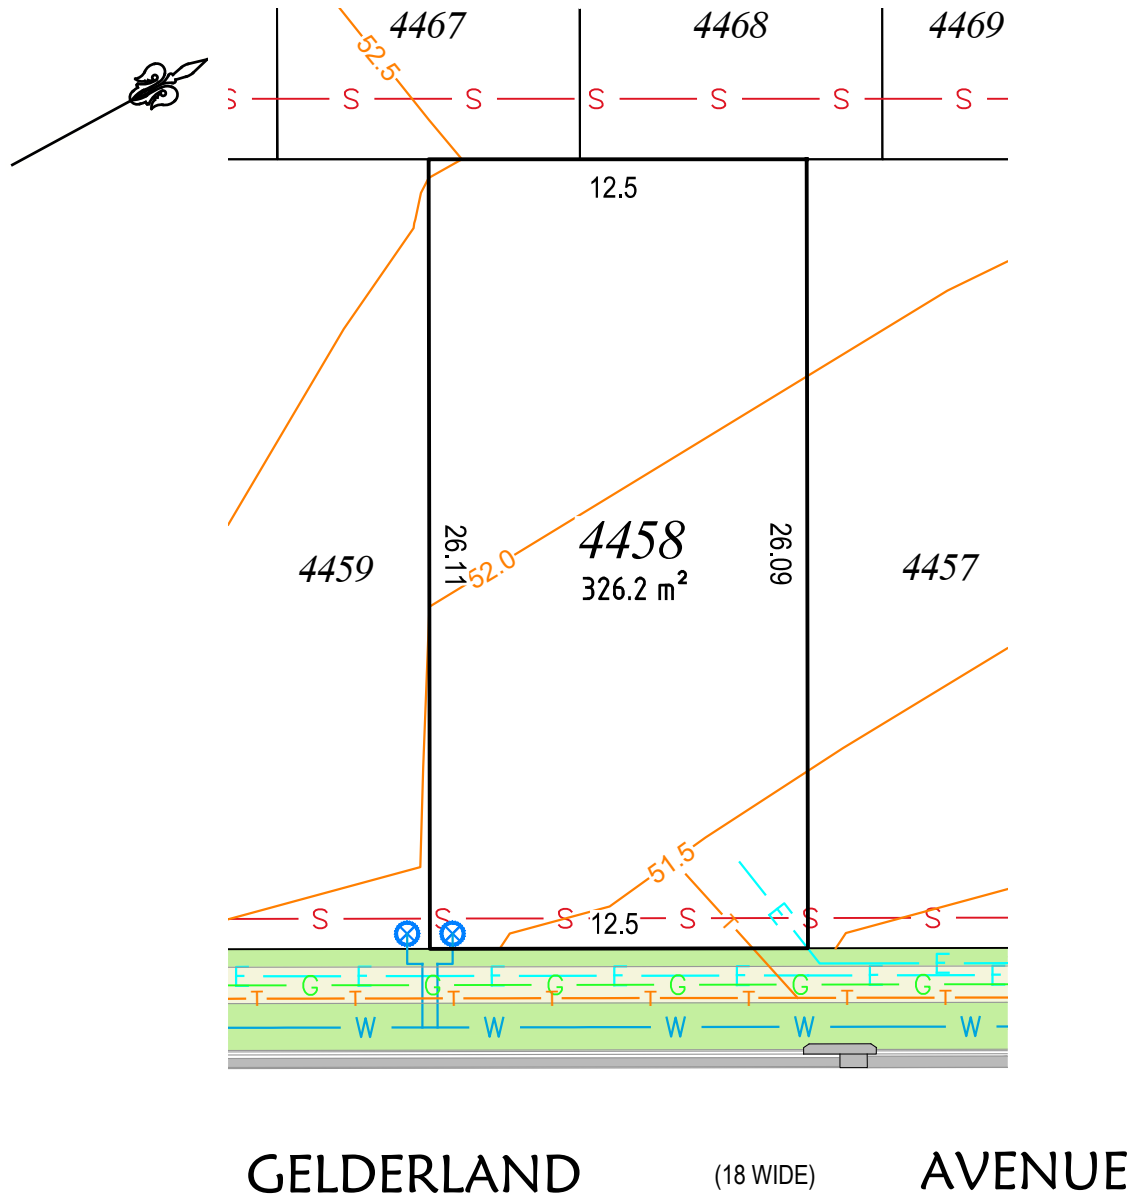 4467 4468 4469
52.5
S S S S S S S
12.5
26.11 52.0 4458 26.09
4459 326.2 m² 4457
51.5
S S S S S S
12.5
T E
E E E E E E E E
G G G G G G
T T T T T T T T
W W W W W
GELDERLAND (18 WIDE) AVENUE